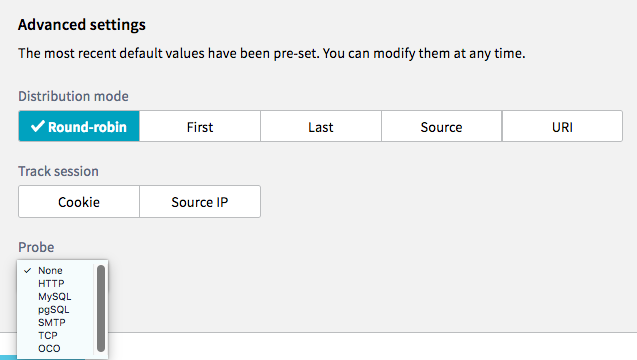 Advanced settings
The most recent default values have been pre-set. You can modify them at any time.
Distribution mode
Round-robin First Last Source URI
Track session
Cookie Source IP
Probe
None
HTTP
MySQL
pgSQL
SMTP
TCP
OCO